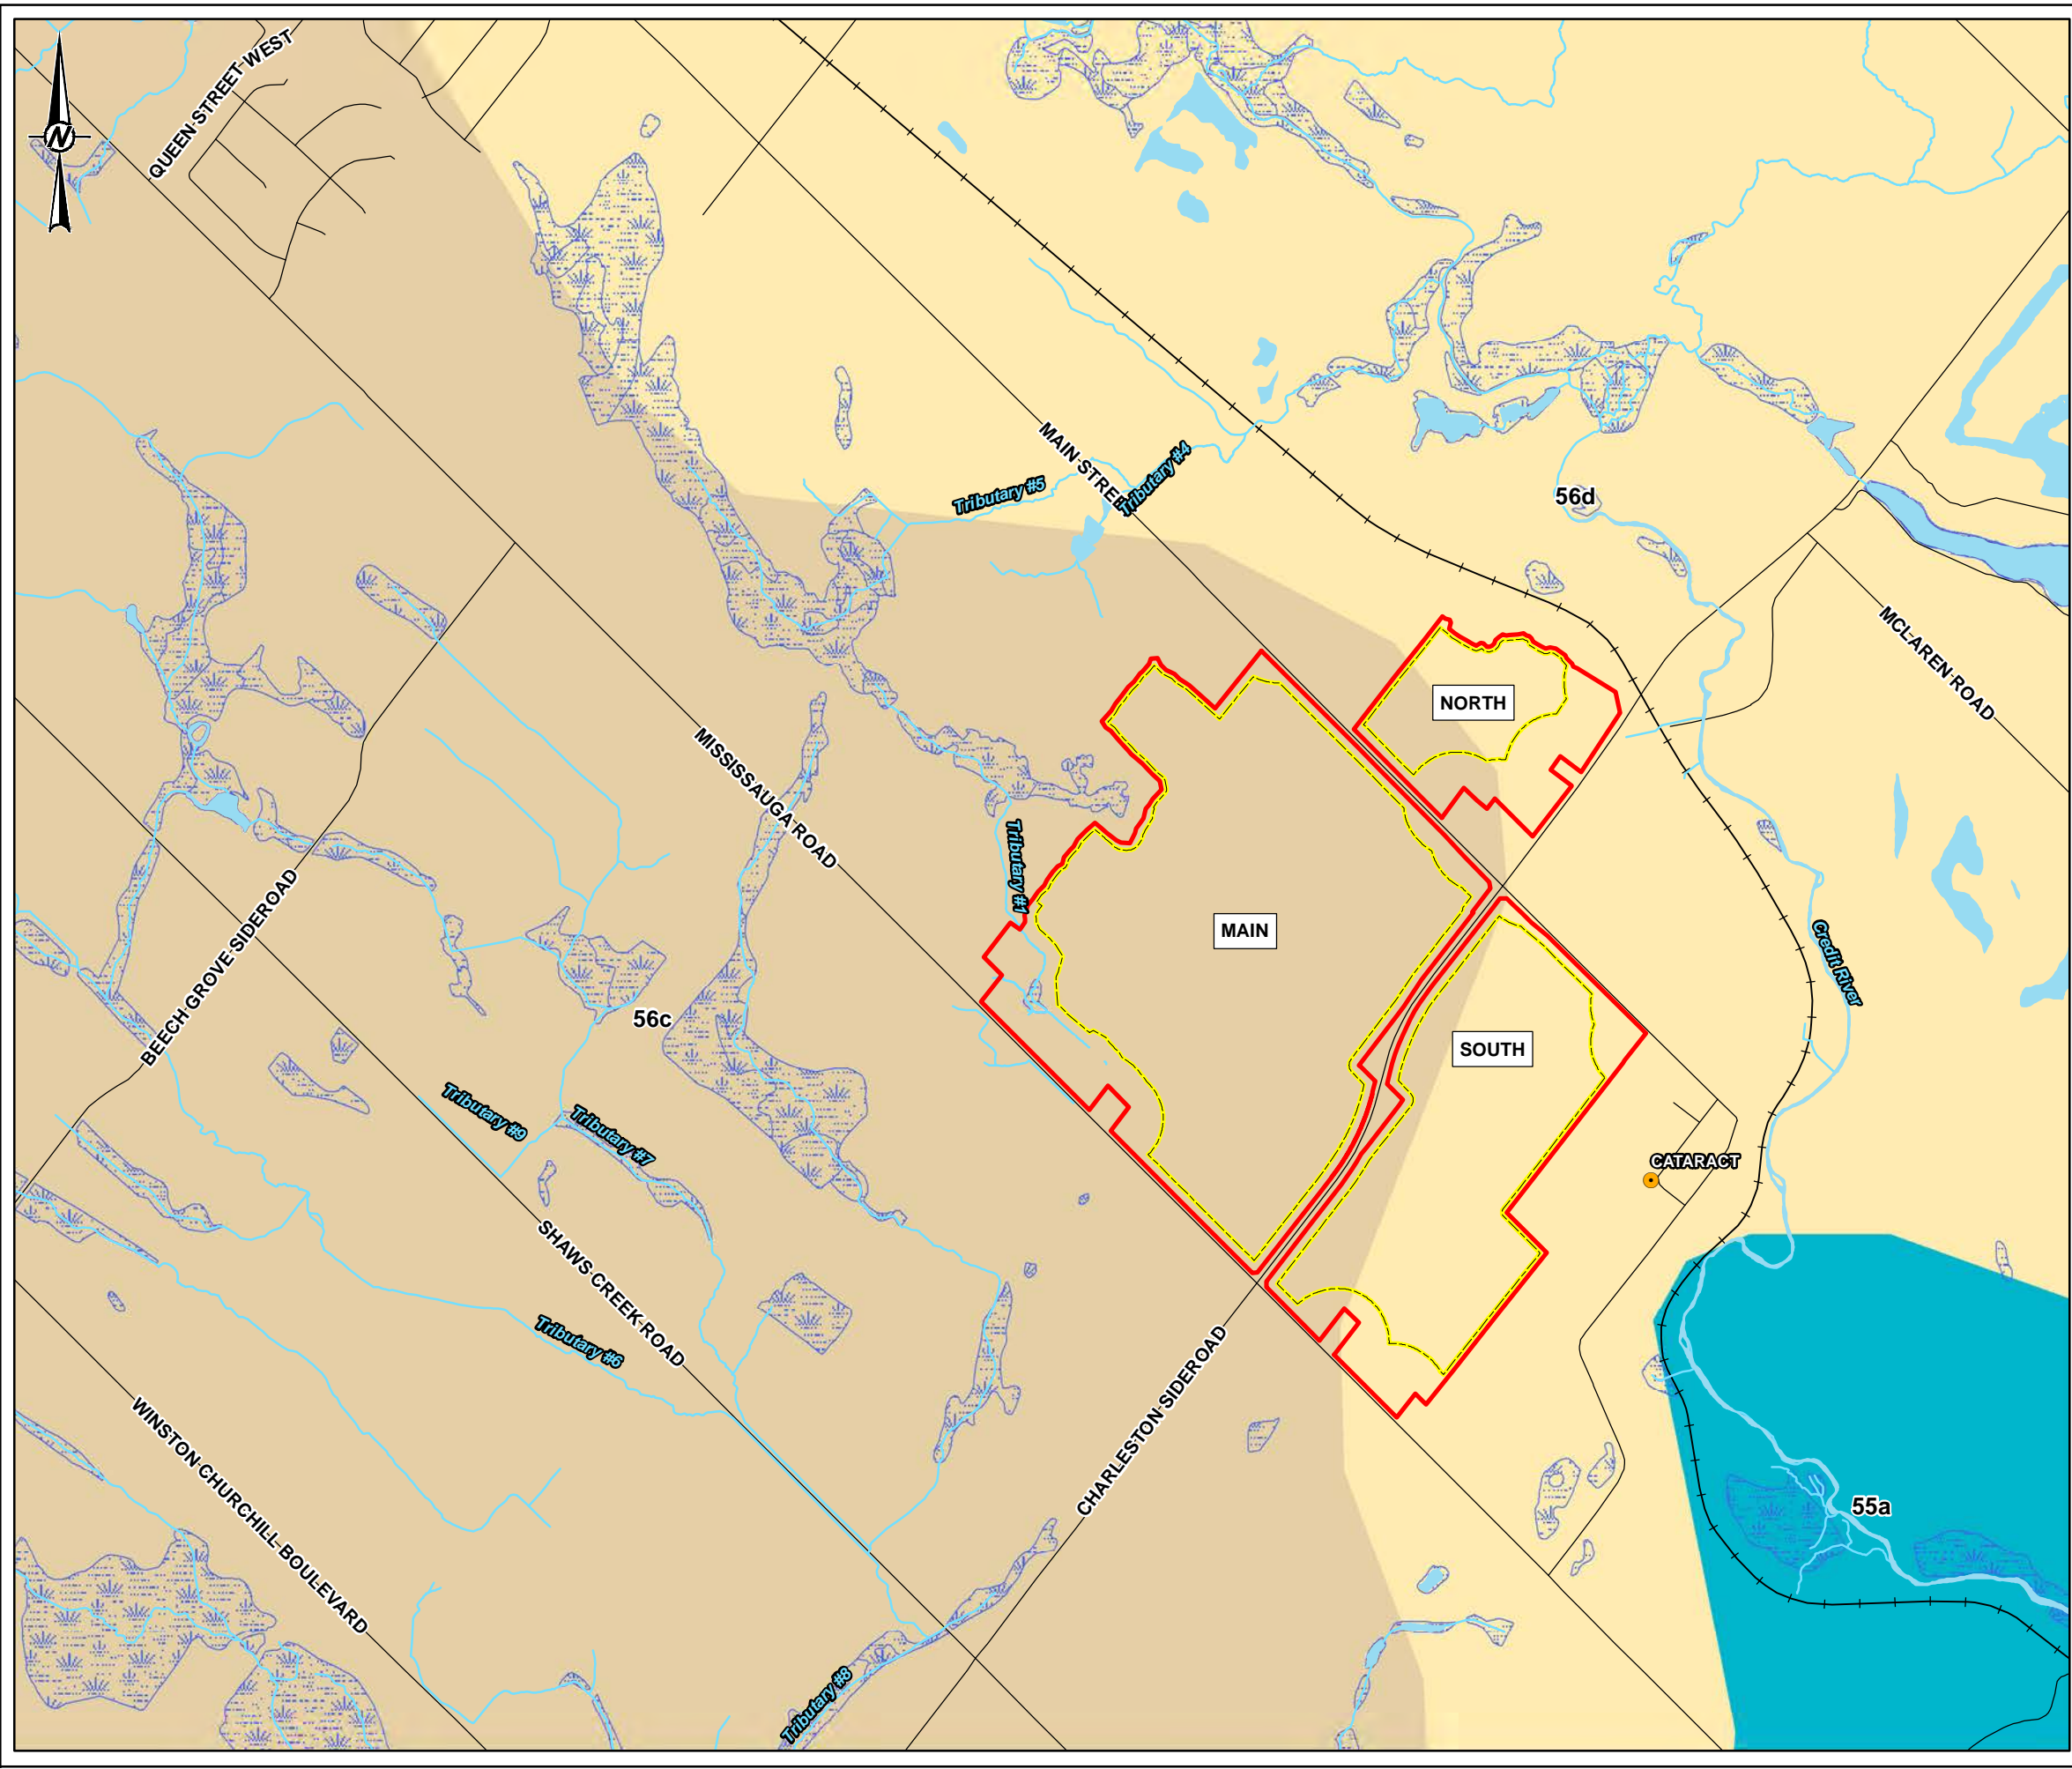 QUEEN STREET WEST
N
MAIN STREET
Tributary #4
Tributary #5
56d
MCLAREN ROAD
NORTH
MISSISSAUGA ROAD
Tributary #1
MAIN
BEECH GROVE SIDEROAD
Credit River
56c
SOUTH
Tributary #9
Tributary #7
CATARACT
SHAWS CREEK ROAD
Tributary #6
CHARLESTON SIDEROAD
WINSTON CHURCHILL BOULEVARD
55a
Tributary #8